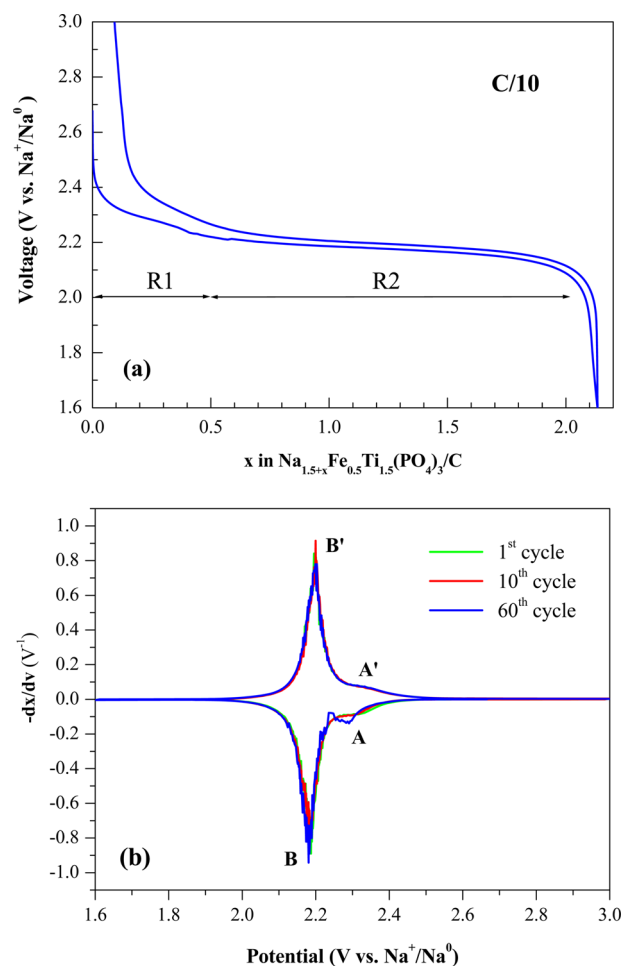 3.0
2.8
2.6
2.4
2.2
2.0
1.8
1.6
Voltage (V vs. Na⁺/Na⁰)
C/10
R1
R2
(a)
0.0
0.5
1.0
1.5
2.0
x in Na₁.₅₊ₓFe₀.₅Ti₁.₅(PO₄)₃/C
1.0
0.8
0.6
0.4
0.2
0.0
-0.2
-0.4
-0.6
-0.8
-1.0
-dx/dv (V⁻¹)
B'
1ˢᵗ cycle
10ᵗʰ cycle
60ᵗʰ cycle
A'
A
B
(b)
1.6
1.8
2.0
2.2
2.4
2.6
2.8
3.0
Potential (V vs. Na⁺/Na⁰)